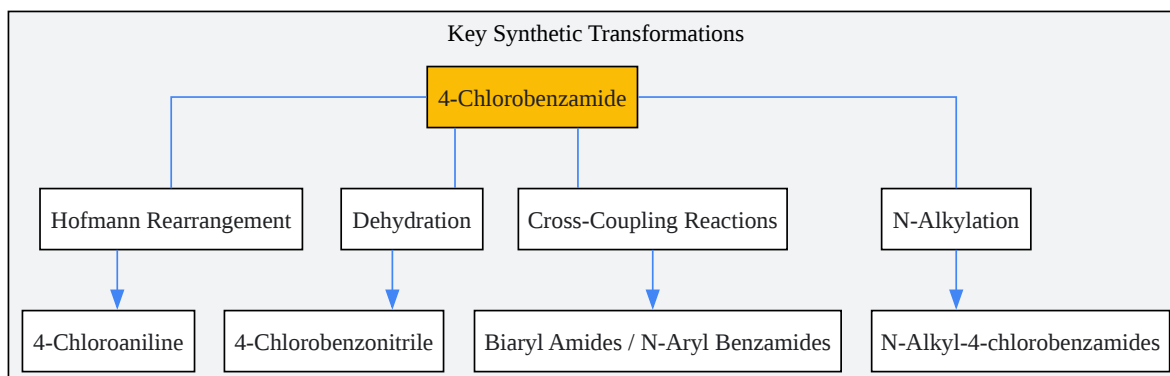 Key Synthetic Transformations
4-Chlorobenzamide
Hofmann Rearrangement
Dehydration
Cross-Coupling Reactions
N-Alkylation
4-Chloroaniline
4-Chlorobenzonitrile
Biaryl Amides / N-Aryl Benzamides
N-Alkyl-4-chlorobenzamides